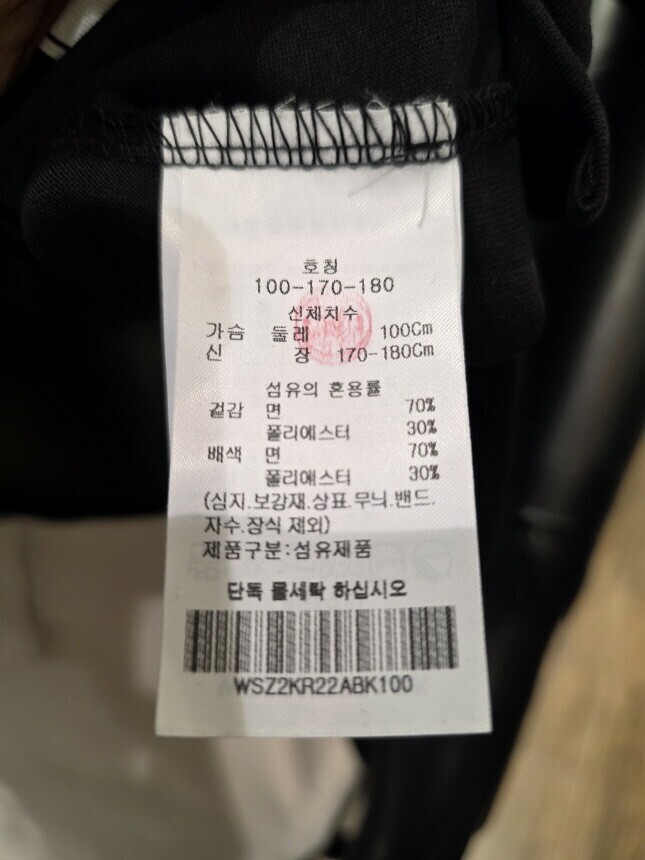 호칭
100-170-180
신체치수
가슴 둘레 100Cm
신 장 170-180Cm
섬유의 혼용률
겉감 면 70%
폴리에스터 30%
배색 면 70%
폴리에스터 30%
(심지.보강재.상표.무늬.밴드.
자수.장식 제외)
제품구분:섬유제품
단독 물세탁 하십시오
WSZ2KR22ABK100